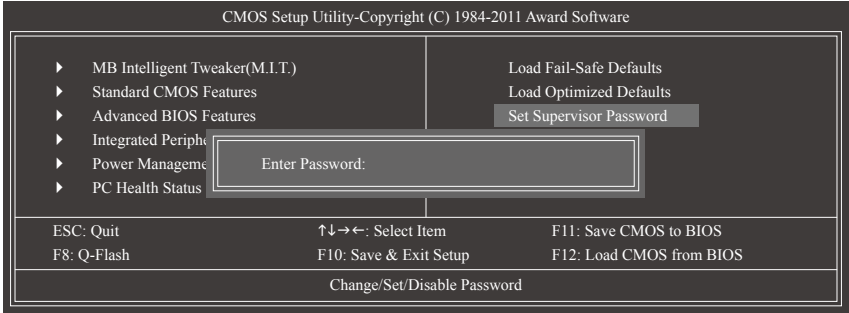 CMOS Setup Utility-Copyright (C) 1984-2011 Award Software
MB Intelligent Tweaker(M.I.T.)
Standard CMOS Features
Advanced BIOS Features
Integrated Periphe
Power Manageme
PC Health Status
Load Fail-Safe Defaults
Load Optimized Defaults
Set Supervisor Password
Enter Password:
ESC: Quit ↑↓→←: Select Item F11: Save CMOS to BIOS
F8: Q-Flash F10: Save & Exit Setup F12: Load CMOS from BIOS
Change/Set/Disable Password